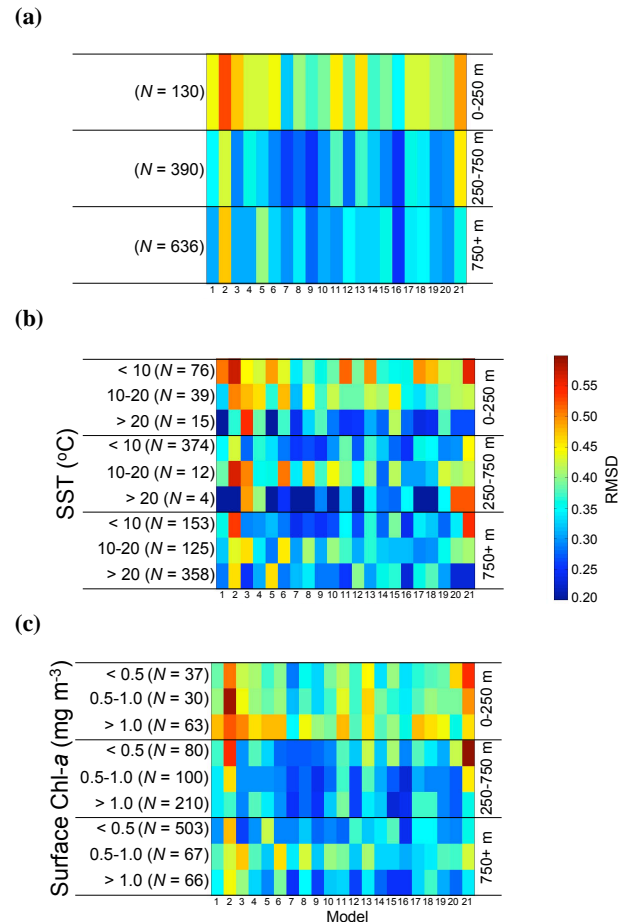 (a)
(N = 130)
0-250 m
(N = 390)
250-750 m
(N = 636)
750+ m
1 2 3 4 5 6 7 8 9 10 11 12 13 14 15 16 17 18 19 20 21
(b)
SST (ºC)
< 10 (N = 76)
10-20 (N = 39)
> 20 (N = 15)
0-250 m
< 10 (N = 374)
10-20 (N = 12)
> 20 (N = 4)
250-750 m
< 10 (N = 153)
10-20 (N = 125)
> 20 (N = 358)
750+ m
1 2 3 4 5 6 7 8 9 10 11 12 13 14 15 16 17 18 19 20 21
0.55
0.50
0.45
0.40
0.35
0.30
0.25
0.20
RMSD
(c)
Surface Chl-a (mg m-3)
< 0.5 (N = 37)
0.5-1.0 (N = 30)
> 1.0 (N = 63)
0-250 m
< 0.5 (N = 80)
0.5-1.0 (N = 100)
> 1.0 (N = 210)
250-750 m
< 0.5 (N = 503)
0.5-1.0 (N = 67)
> 1.0 (N = 66)
750+ m
1 2 3 4 5 6 7 8 9 10 11 12 13 14 15 16 17 18 19 20 21
Model